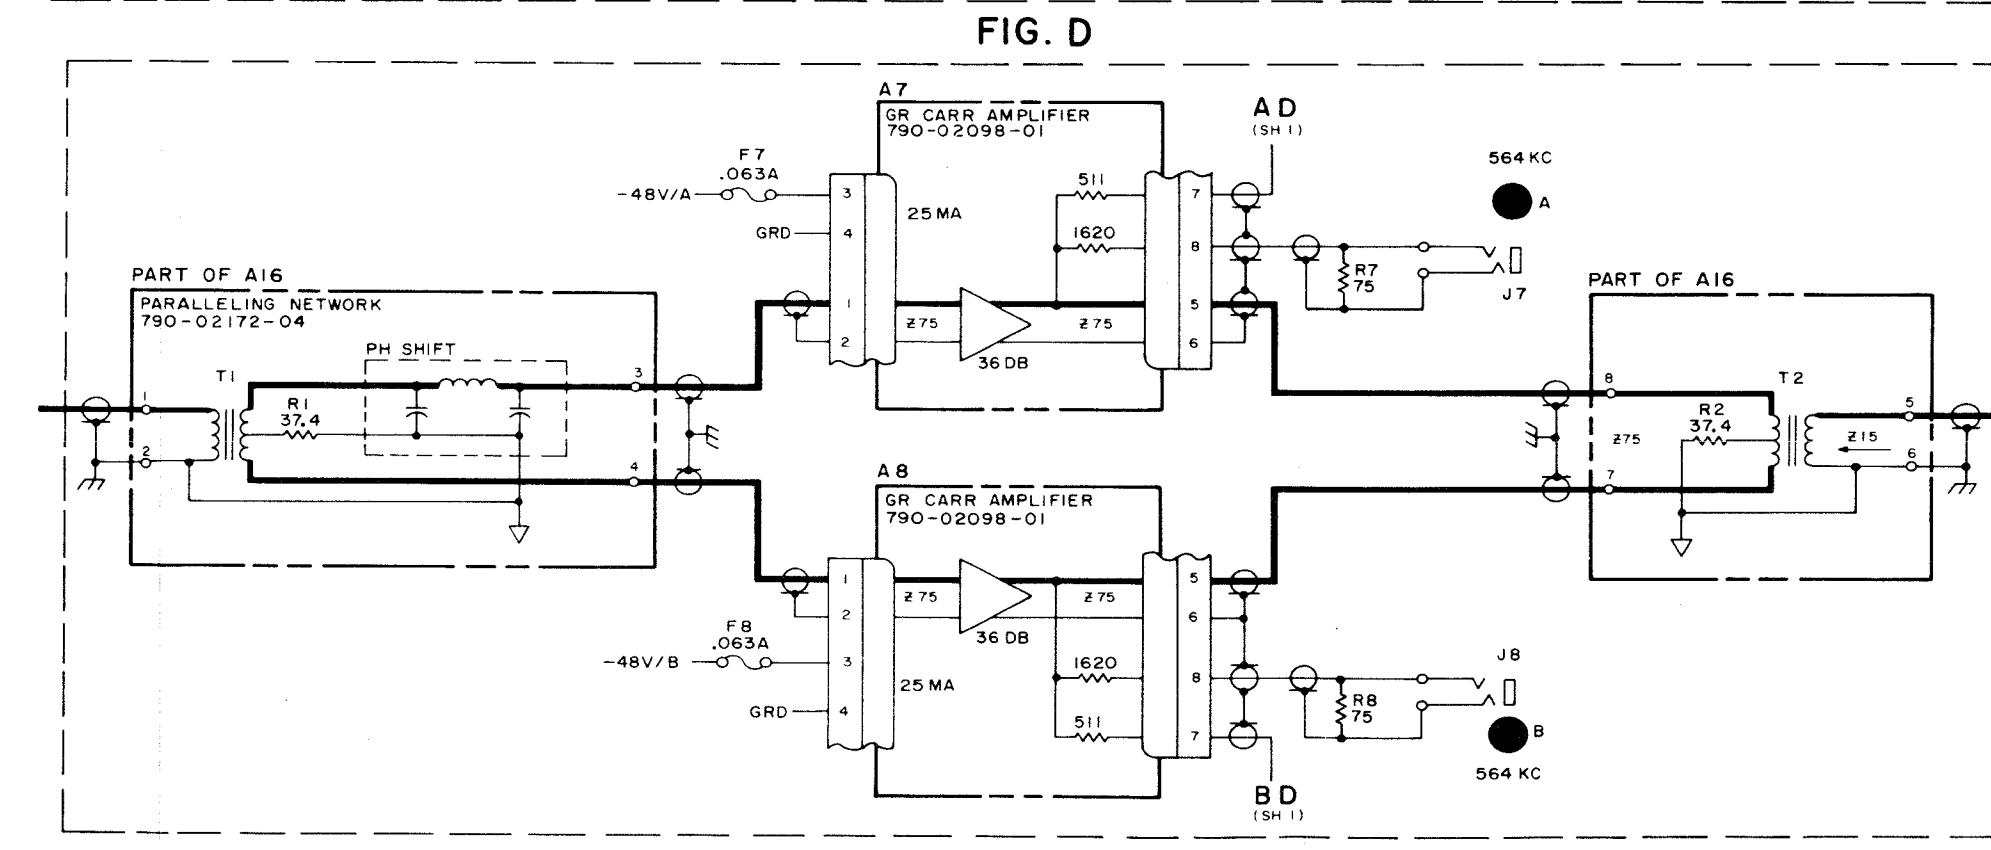 FIG. D
A7
GR CARR AMPLIFIER
790-02098-01
AD
(SH 1)
F7
.063A
-48V/A
3
25 MA
GRD
4
511
7
1620
8
564 KC
A
R7
75
J7
1
2
Z75
36 DB
Z75
5
6
PART OF A16
PARALLELING NETWORK
790-02172-04
PH SHIFT
T1
R1
37.4
1
2
3
4
PART OF A16
8
7
Z75
R2
37.4
T2
Z15
5
6
A8
GR CARR AMPLIFIER
790-02098-01
1
2
Z75
36 DB
Z75
5
6
F8
.063A
-48V/B
3
25 MA
GRD
4
1620
8
511
7
R8
75
J8
B
564 KC
BD
(SH 1)